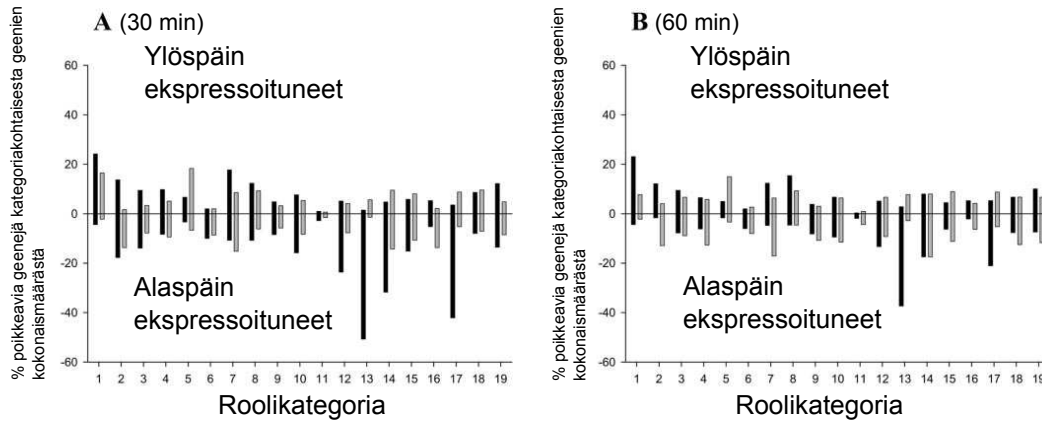 A (30 min)
Ylöspäin
ekspressoituneet
% poikkeavia geenejä kategoriakohtaisesta geenien
kokonaismäärästä
60
40
20
0
-20
-40
-60
Alaspäin
ekspressoituneet
1 2 3 4 5 6 7 8 9 10 11 12 13 14 15 16 17 18 19
Roolikategoria
B (60 min)
Ylöspäin
ekspressoituneet
% poikkeavia geenejä kategoriakohtaisesta geenien
kokonaismäärästä
60
40
20
0
-20
-40
-60
Alaspäin
ekspressoituneet
1 2 3 4 5 6 7 8 9 10 11 12 13 14 15 16 17 18 19
Roolikategoria